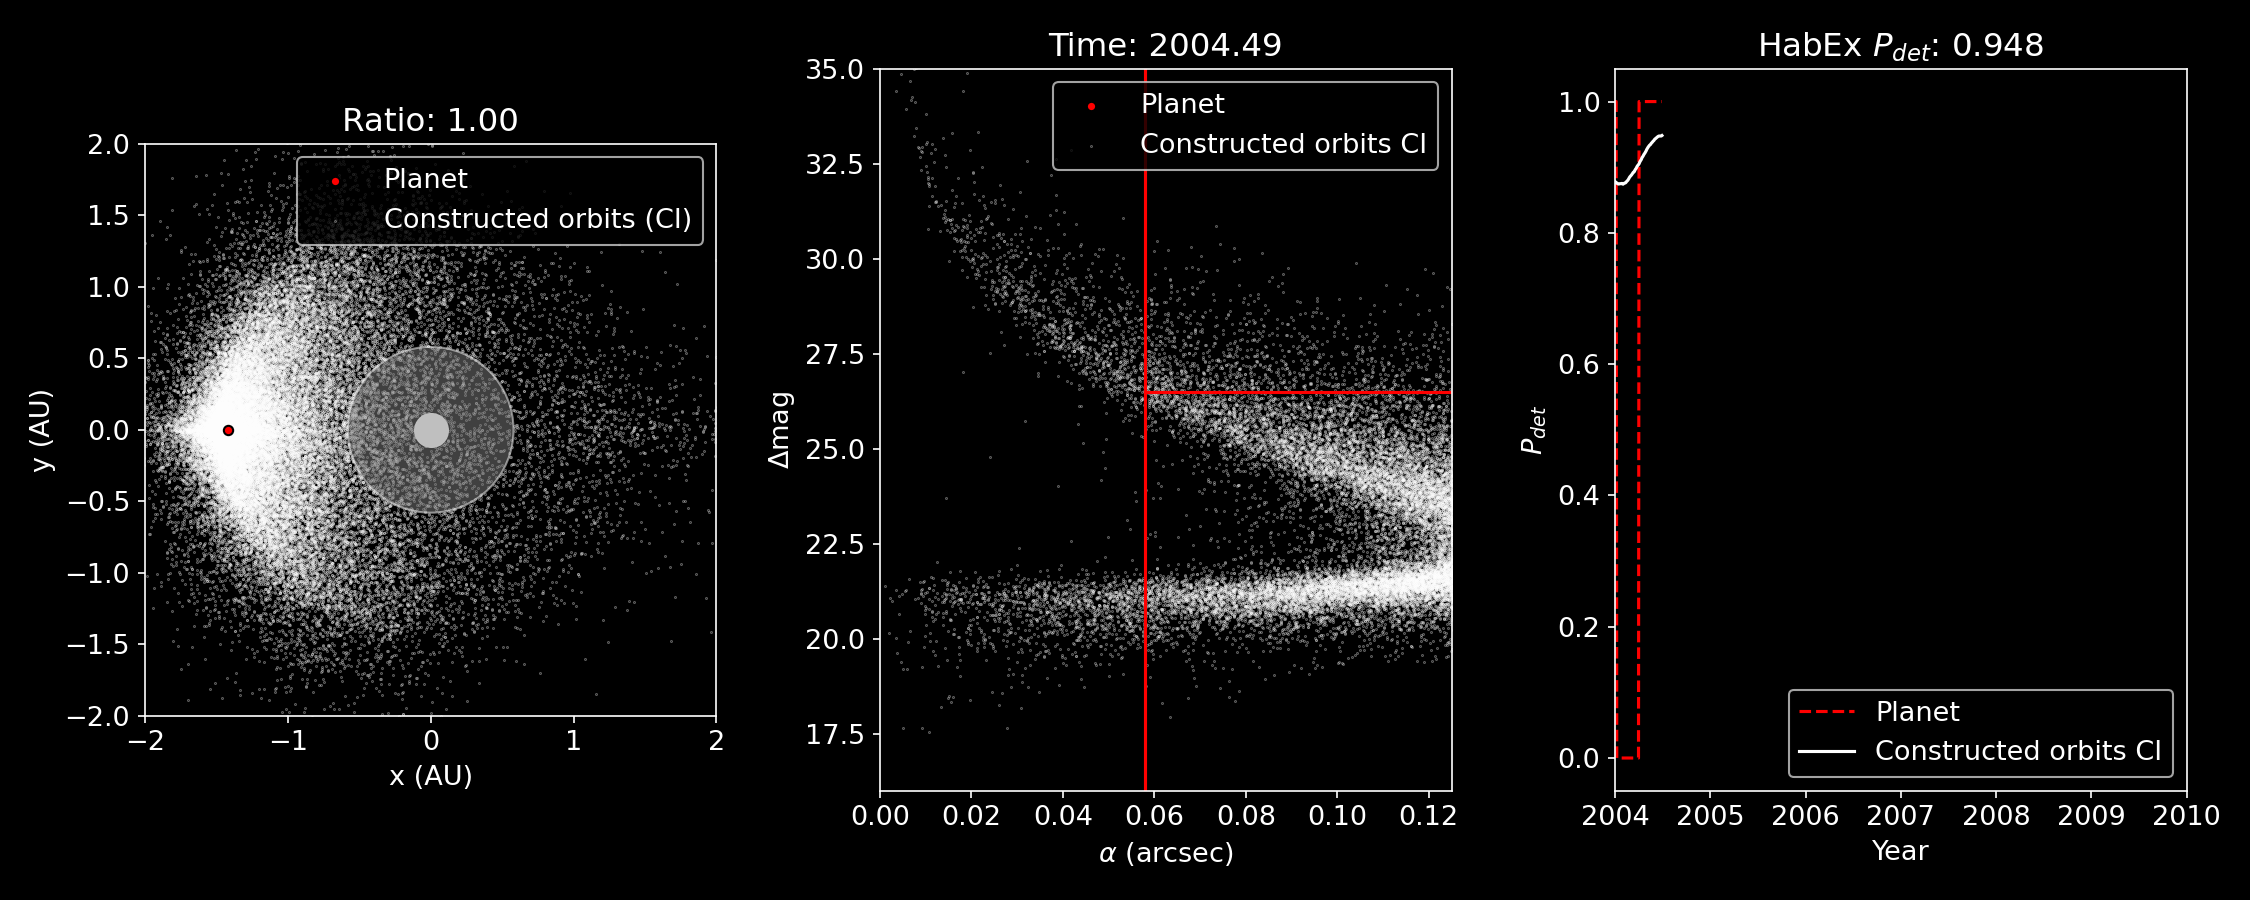 Ratio: 1.00
Planet
Constructed orbits (CI)
2.0
1.5
1.0
0.5
0.0
−0.5
−1.0
−1.5
−2.0
−2
−1
0
1
2
x (AU)
y (AU)
Time: 2004.49
Planet
Constructed orbits CI
35.0
32.5
30.0
27.5
25.0
22.5
20.0
17.5
0.00
0.02
0.04
0.06
0.08
0.10
0.12
α (arcsec)
Δmag
HabEx P_det: 0.948
1.0
0.8
0.6
0.4
0.2
0.0
Planet
Constructed orbits CI
2004
2005
2006
2007
2008
2009
2010
Year
P_det